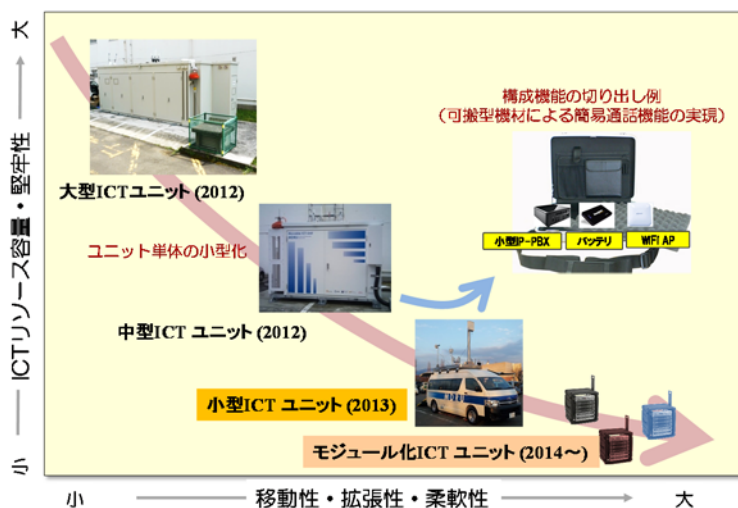 大
ICTリソース容量・堅牢性
小
構成機能の切り出し例
(可搬型機材による簡易通話機能の実現)
大型ICTユニット (2012)
小型IP-PBX
バッテリ
WIFI AP
ユニット単体の小型化
中型ICT ユニット (2012)
小型ICT ユニット (2013)
モジュール化ICT ユニット (2014～)
小
移動性・拡張性・柔軟性
大